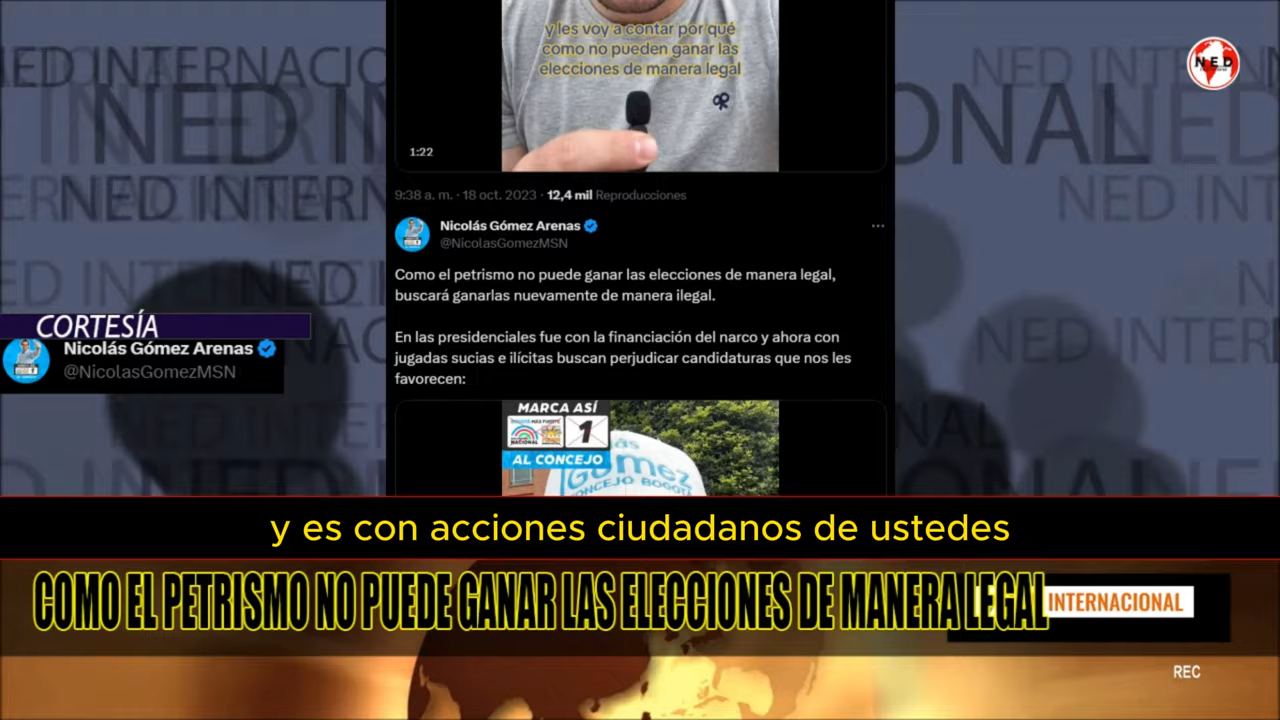 y les voy a contar por qué
como no pueden ganar las
elecciones de manera legal
NED
1:22
9:38 a. m. · 18 oct. 2023 · 12,4 mil Reproducciones
Nicolás Gómez Arenas
@NicolasGomezMSN
Como el petrismo no puede ganar las elecciones de manera legal,
buscará ganarlas nuevamente de manera ilegal.
En las presidenciales fue con la financiación del narco y ahora con
jugadas sucias e ilícitas buscan perjudicar candidaturas que nos les
favorecen:
CORTESÍA
Nicolás Gómez Arenas
@NicolasGomezMSN
MARCA ASÍ
1
AL CONCEJO
Gómez
CONCEJO BOGOTÁ
y es con acciones ciudadanos de ustedes
COMO EL PETRISMO NO PUEDE GANAR LAS ELECCIONES DE MANERA LEGAL
INTERNACIONAL
REC